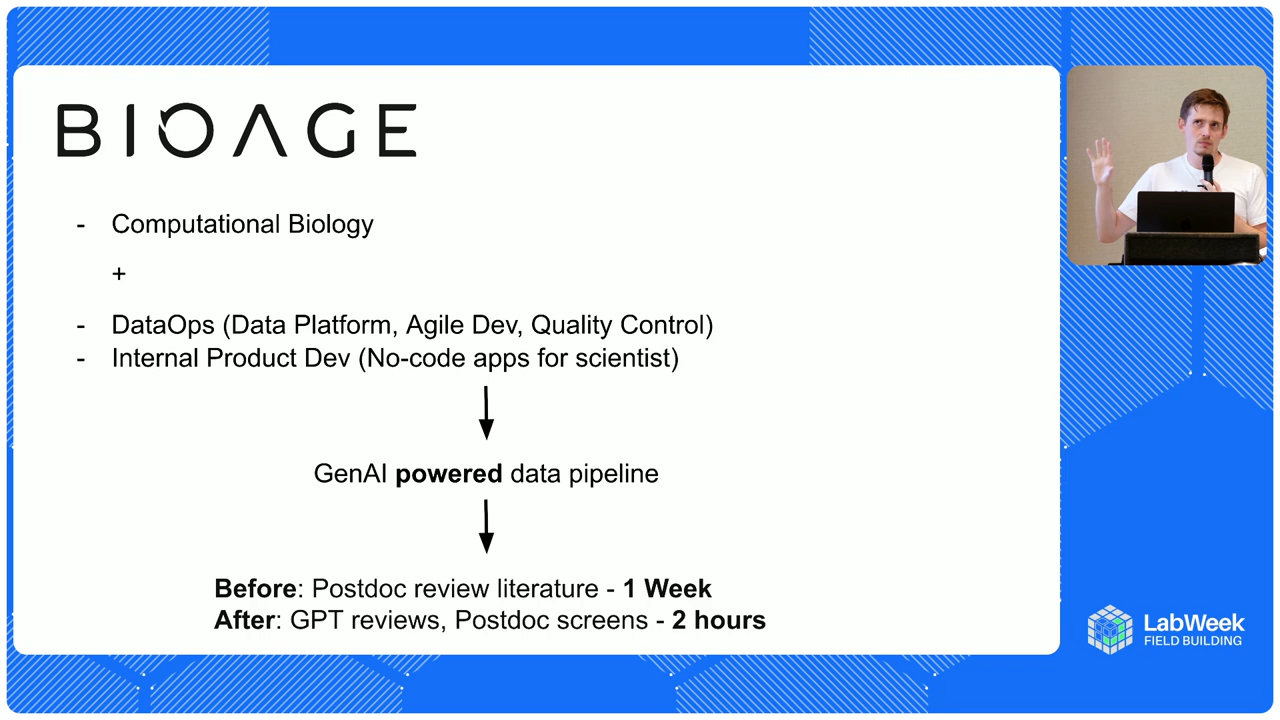 BIOAGE
- Computational Biology
+
- DataOps (Data Platform, Agile Dev, Quality Control)
- Internal Product Dev (No-code apps for scientist)
GenAI powered data pipeline
Before: Postdoc review literature - 1 Week
After: GPT reviews, Postdoc screens - 2 hours
LabWeek
FIELD BUILDING